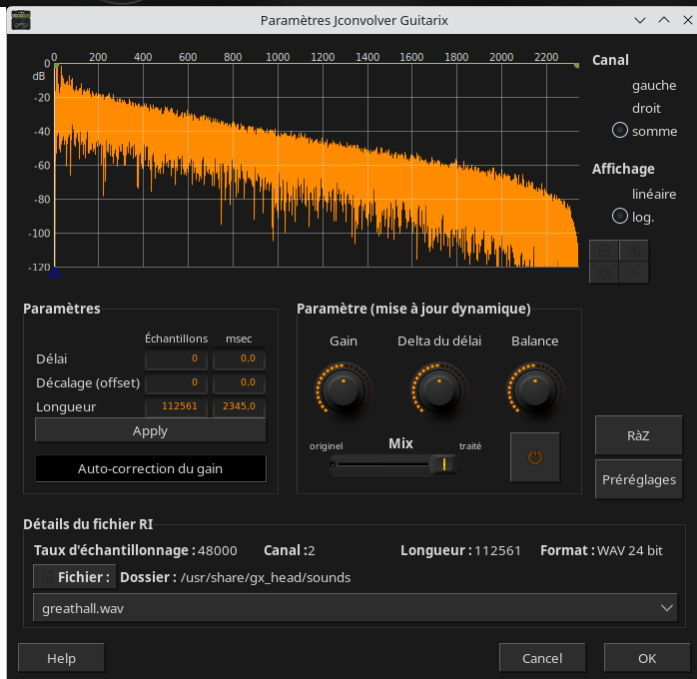 Paramètres Jconvolver Guitarix
0 200 400 600 800 1000 1200 1400 1600 1800 2000 2200
0
dB
-20
-40
-60
-80
-100
-120
Canal
gauche
droit
somme
Affichage
linéaire
log.
Paramètres
Échantillons msec
Délai 0 0,0
Décalage (offset) 0 0,0
Longueur 112561 2345,0
Apply
Auto-correction du gain
Paramètre (mise à jour dynamique)
Gain Delta du délai Balance
originel Mix traité
RàZ
Préréglages
Détails du fichier RI
Taux d'échantillonnage : 48000 Canal :2 Longueur : 112561 Format : WAV 24 bit
Fichier : Dossier : /usr/share/gx_head/sounds
greathall.wav
Help Cancel OK